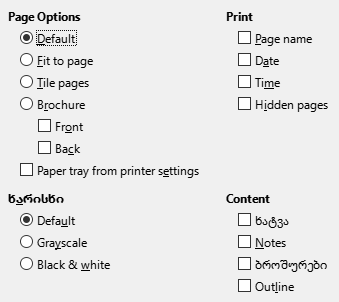 Page Options
Default
Fit to page
Tile pages
Brochure
Front
Back
Paper tray from printer settings
Print
Page name
Date
Time
Hidden pages
ხარისხი
Default
Grayscale
Black & white
Content
ხატვა
Notes
ბროშურები
Outline